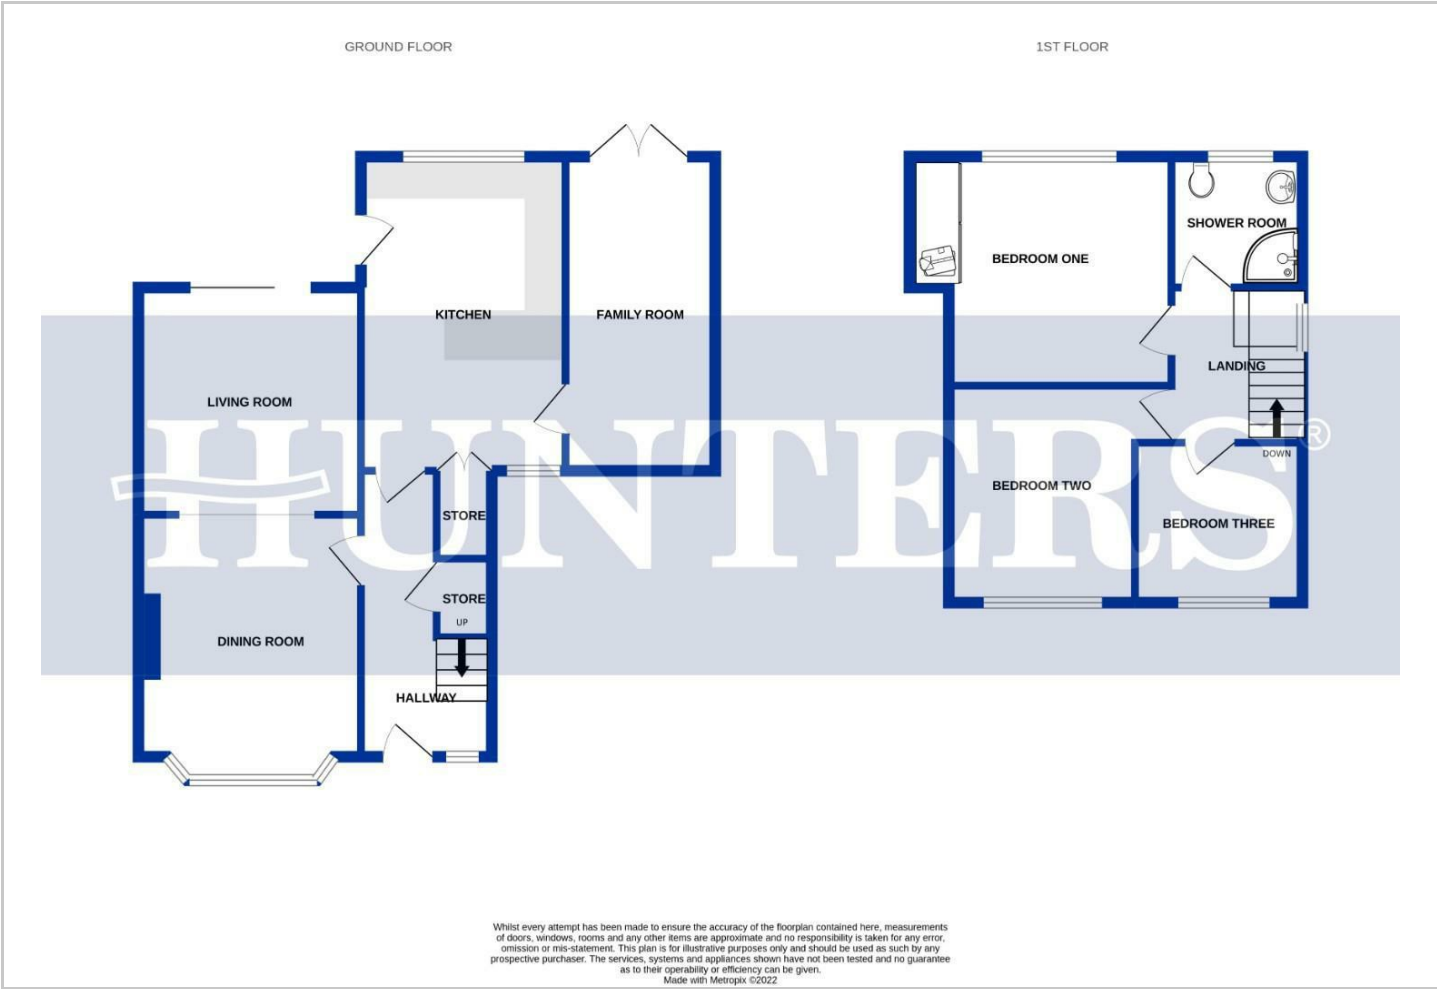 GROUND FLOOR
1ST FLOOR
KITCHEN
FAMILY ROOM
LIVING ROOM
STORE
STORE
UP
DINING ROOM
HALLWAY
SHOWER ROOM
BEDROOM ONE
LANDING
DOWN
BEDROOM TWO
BEDROOM THREE
HUNTERS®
Whilst every attempt has been made to ensure the accuracy of the floorplan contained here, measurements
of doors, windows, rooms and any other items are approximate and no responsibility is taken for any error,
omission or mis-statement. This plan is for illustrative purposes only and should be used as such by any
prospective purchaser. The services, systems and appliances shown have not been tested and no guarantee
as to their operability or efficiency can be given.
Made with Metropix ©2022